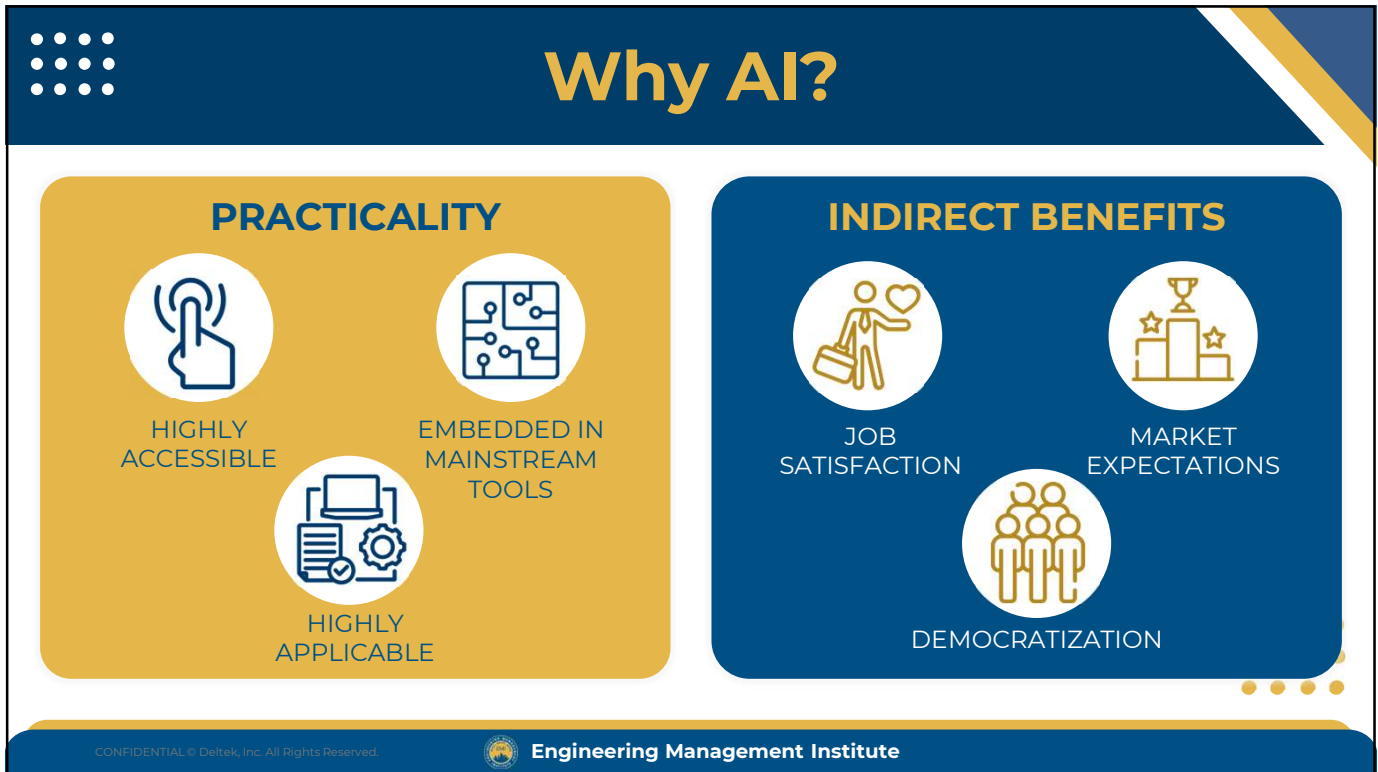 Why AI?
PRACTICALITY
HIGHLY
ACCESSIBLE
EMBEDDED IN
MAINSTREAM
TOOLS
HIGHLY
APPLICABLE
INDIRECT BENEFITS
JOB
SATISFACTION
MARKET
EXPECTATIONS
DEMOCRATIZATION
CONFIDENTIAL © Deltek, Inc. All Rights Reserved.
Engineering Management Institute